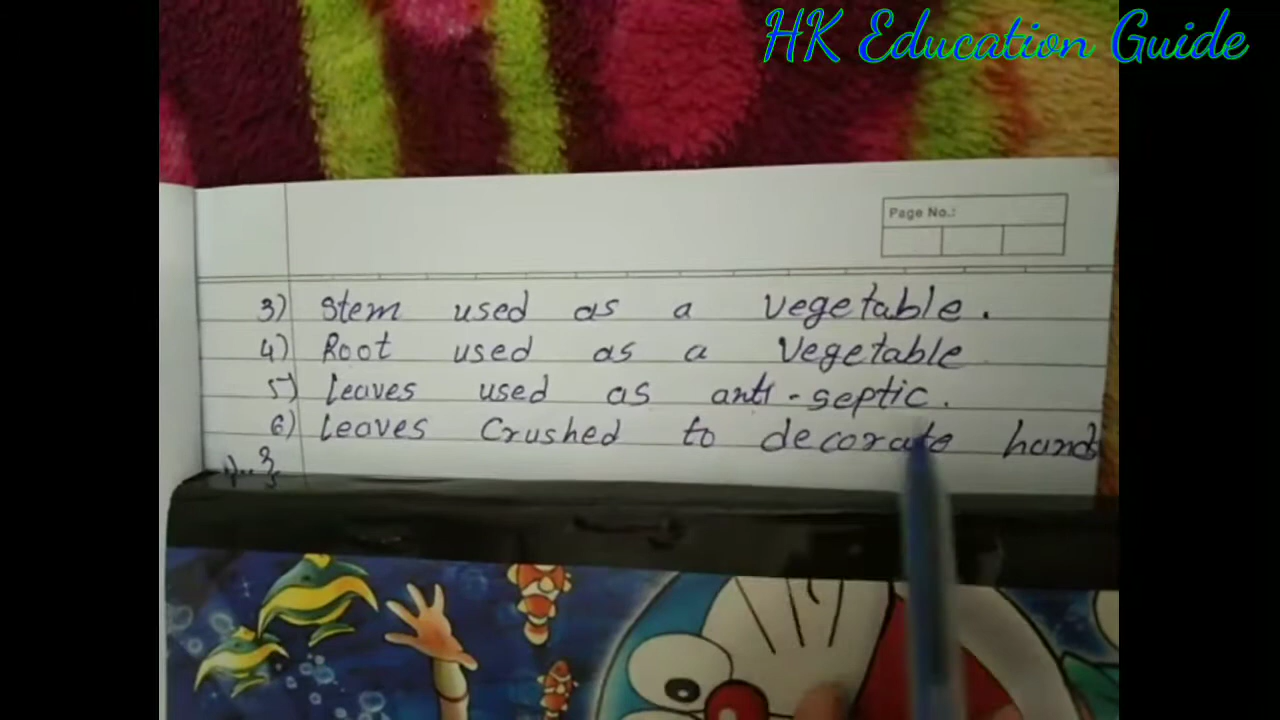 HK Education Guide
Page No.:
3) Stem used as a vegetable.
4) Root used as a Vegetable
5) Leaves used as anti-septic.
6) Leaves Crushed to decorate hands